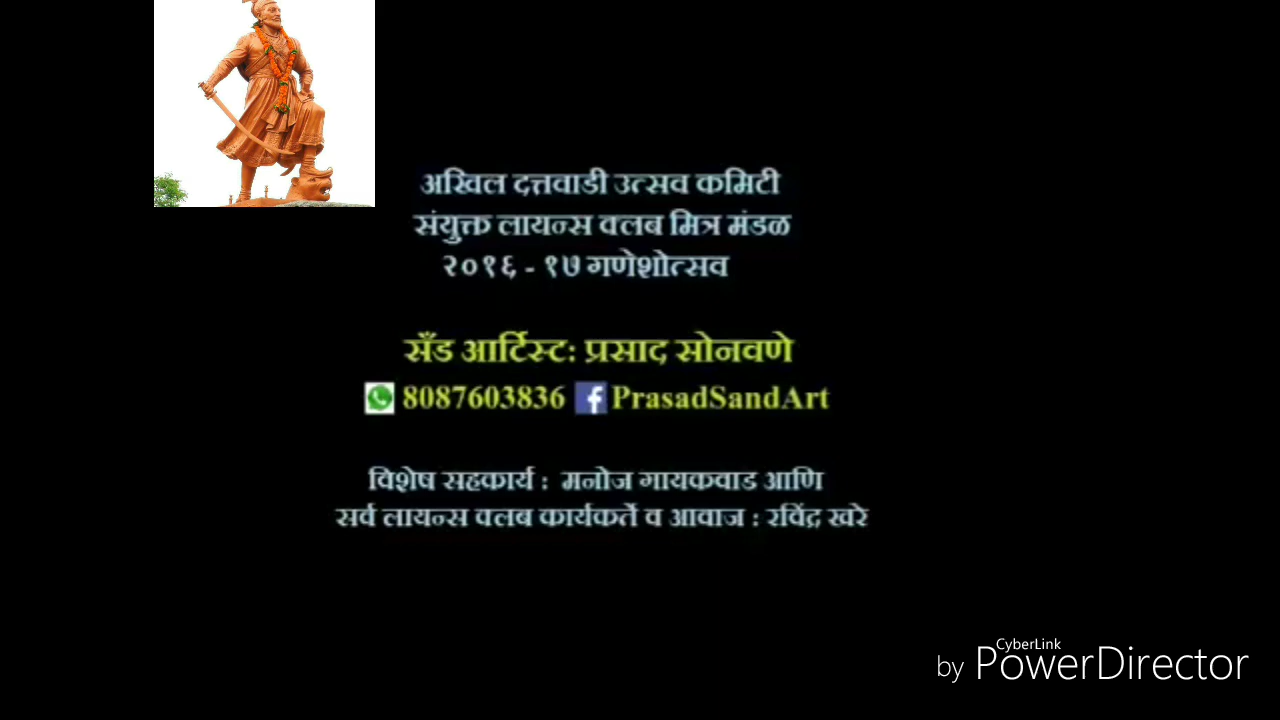 अखिल दत्तवाडी उत्सव कमिटी
संयुक्त लायन्स क्लब मित्र मंडळ
२०१६ - १७ गणेशोत्सव
सँड आर्टिस्ट: प्रसाद सोनवणे
8087603836 PrasadSandArt
विशेष सहकार्य : मनोज गायकवाड आणि
सर्व लायन्स क्लब कार्यकर्ते व आवाज : रविंद्र खरे
CyberLink
by PowerDirector